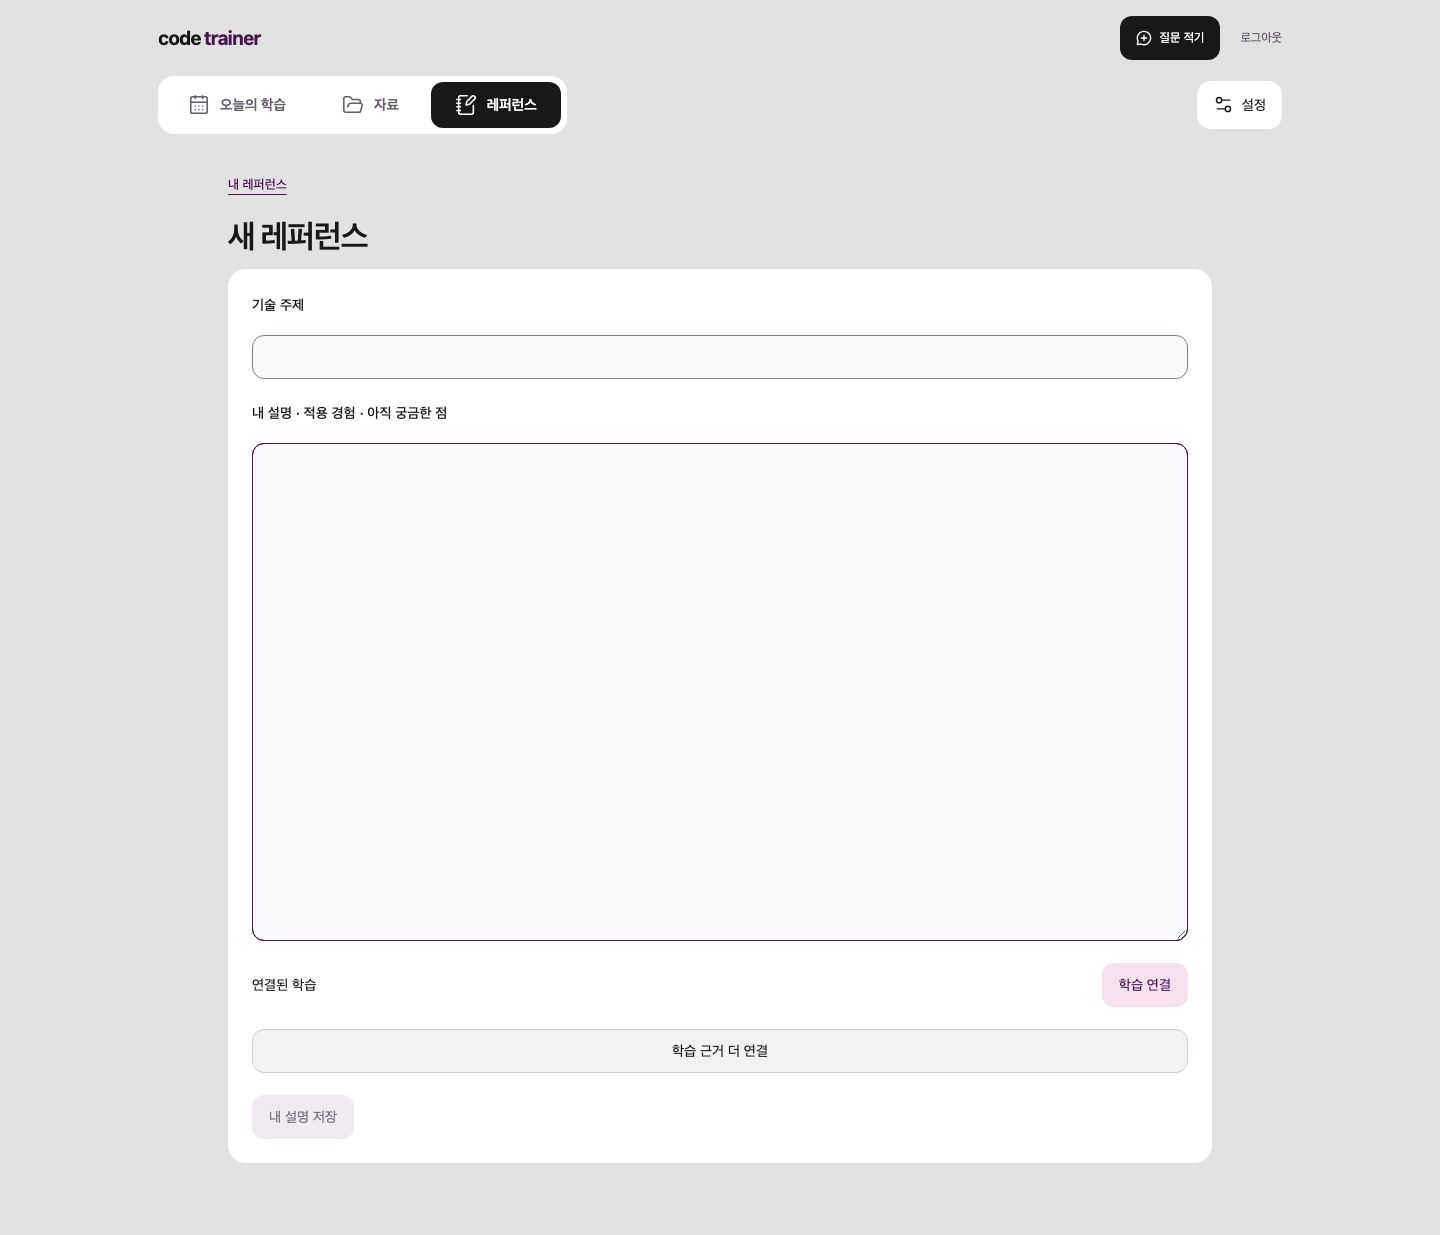 code trainer
질문 적기
로그아웃
오늘의 학습
자료
레퍼런스
설정
내 레퍼런스
새 레퍼런스
기술 주제
내 설명 · 적용 경험 · 아직 궁금한 점
연결된 학습
학습 연결
학습 근거 더 연결
내 설명 저장